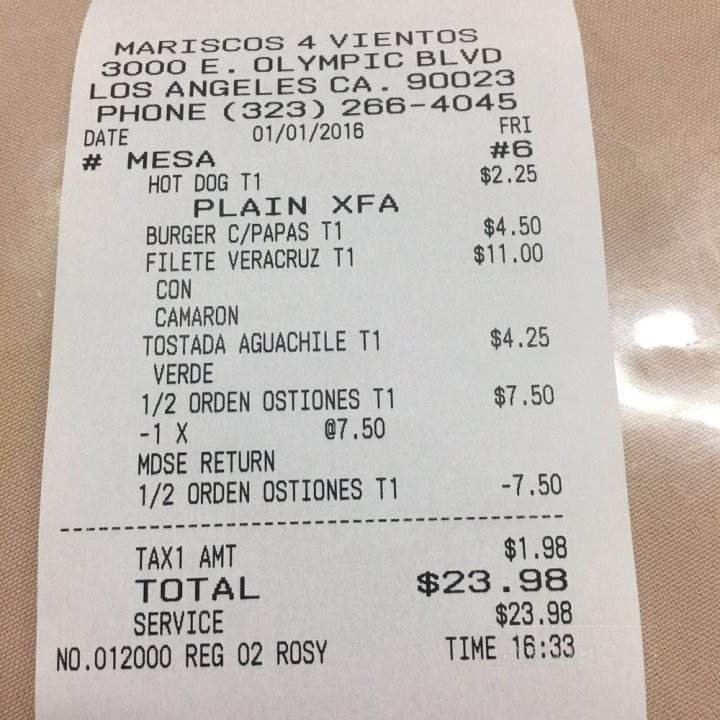 MARISCOS 4 VIENTOS
3000 E. OLYMPIC BLVD
LOS ANGELES CA. 90023
PHONE (323) 266-4045
DATE 01/01/2016 FRI
# MESA #6
HOT DOG T1 $2.25
PLAIN XFA
BURGER C/PAPAS T1 $4.50
FILETE VERACRUZ T1 $11.00
CON
CAMARON
TOSTADA AGUACHILE T1 $4.25
VERDE
1/2 ORDEN OSTIONES T1 $7.50
-1 X @7.50
MDSE RETURN
1/2 ORDEN OSTIONES T1 -7.50
TAX1 AMT $1.98
TOTAL $23.98
SERVICE $23.98
NO.012000 REG 02 ROSY TIME 16:33